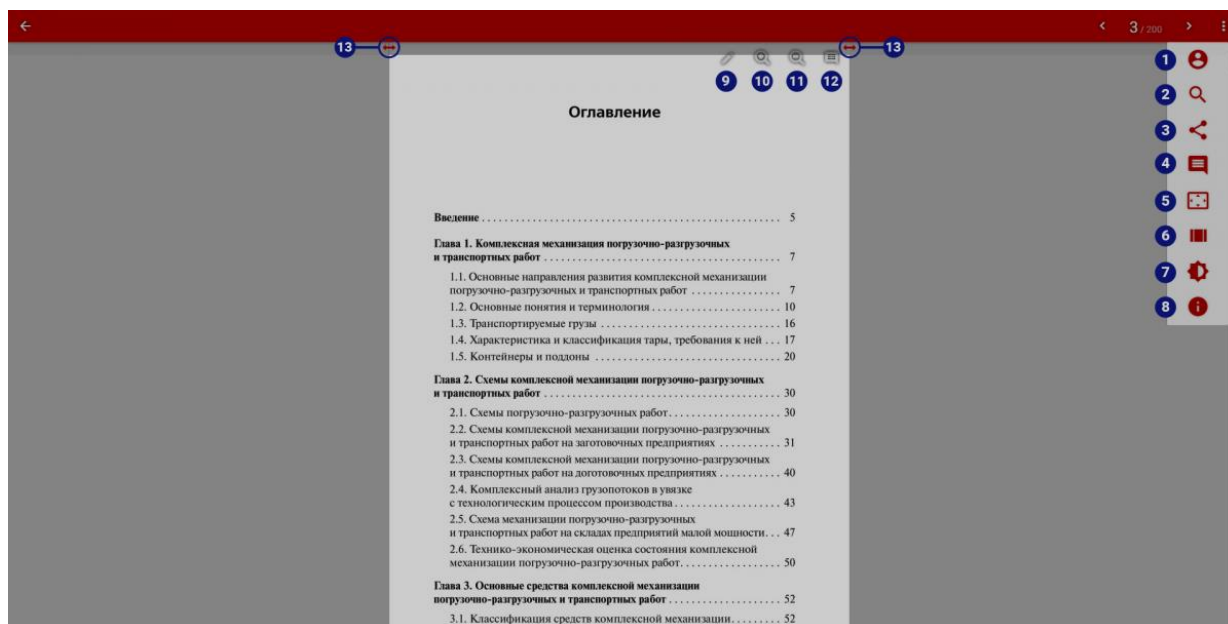 3 / 200
13
13
9
10
11
12
1
2
3
4
5
6
7
8
Оглавление
Введение . . . . . . . . . . . . . . . . . . . . . . . . . . . . . . . . . . . . . . . . . . . . . . . . . . . . . 5
Глава 1. Комплексная механизация погрузочно-разгрузочных
и транспортных работ . . . . . . . . . . . . . . . . . . . . . . . . . . . . . . . . . . . . . . . . . . 7
1.1. Основные направления развития комплексной механизации
погрузочно-разгрузочных и транспортных работ . . . . . . . . . . . . . . . . 7
1.2. Основные понятия и терминология . . . . . . . . . . . . . . . . . . . . . . . . 10
1.3. Транспортируемые грузы . . . . . . . . . . . . . . . . . . . . . . . . . . . . . . . . 16
1.4. Характеристика и классификация тары, требования к ней . . . 17
1.5. Контейнеры и поддоны . . . . . . . . . . . . . . . . . . . . . . . . . . . . . . . . . 20
Глава 2. Схемы комплексной механизации погрузочно-разгрузочных
и транспортных работ . . . . . . . . . . . . . . . . . . . . . . . . . . . . . . . . . . . . . . . . . . 30
2.1. Схемы погрузочно-разгрузочных работ . . . . . . . . . . . . . . . . . . . . 30
2.2. Схемы комплексной механизации погрузочно-разгрузочных
и транспортных работ на заготовочных предприятиях . . . . . . . . . . . 31
2.3. Схемы комплексной механизации погрузочно-разгрузочных
и транспортных работ на доготовочных предприятиях . . . . . . . . . . . 40
2.4. Комплексный анализ грузопотоков в увязке
с технологическим процессом производства . . . . . . . . . . . . . . . . . . . 43
2.5. Схема механизации погрузочно-разгрузочных
и транспортных работ на складах предприятий малой мощности. . . 47
2.6. Технико-экономическая оценка состояния комплексной
механизации погрузочно-разгрузочных работ. . . . . . . . . . . . . . . . . . 50
Глава 3. Основные средства комплексной механизации
погрузочно-разгрузочных и транспортных работ . . . . . . . . . . . . . . . . . . . . 52
3.1. Классификация средств комплексной механизации. . . . . . . . . 52